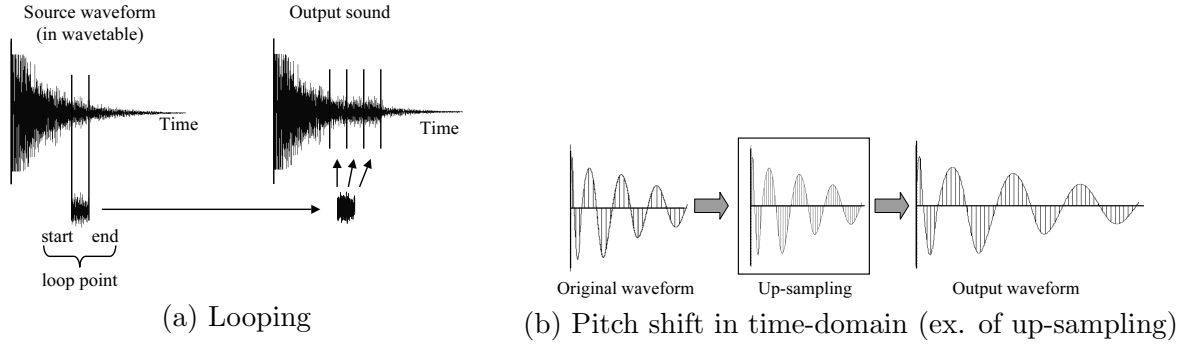 Source waveform
(in wavetable)
Output sound
Time
Time
start end
loop point
(a) Looping
Original waveform
Up-sampling
Output waveform
(b) Pitch shift in time-domain (ex. of up-sampling)